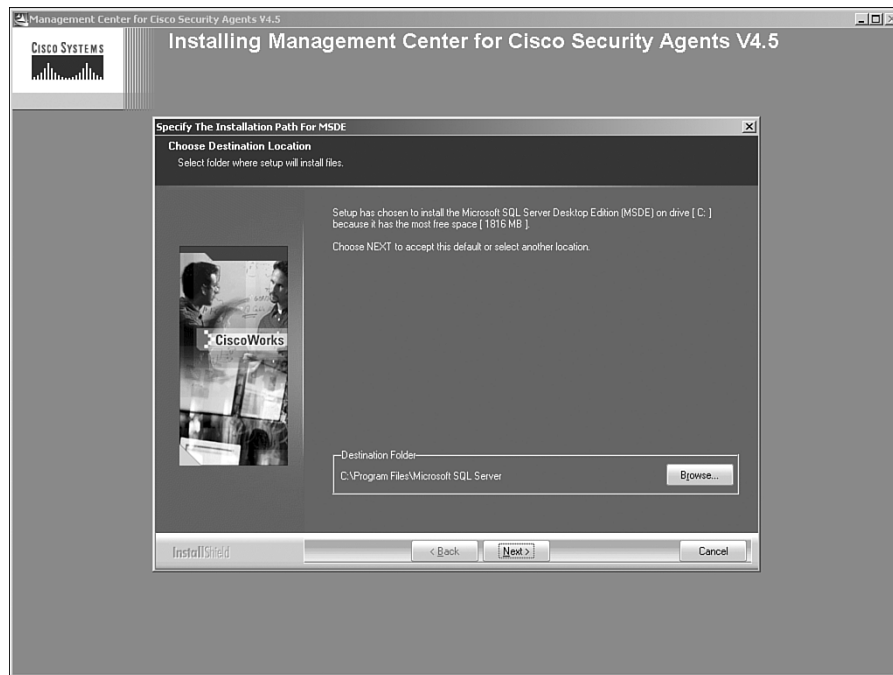 Management Center for Cisco Security Agents V4.5
CISCO SYSTEMS
Installing Management Center for Cisco Security Agents V4.5
Specify The Installation Path For MSDE
Choose Destination Location
Select folder where setup will install files.
Setup has chosen to install the Microsoft SQL Server Desktop Edition (MSDE) on drive [ C: ]
because it has the most free space [ 1816 MB ].
Choose NEXT to accept this default or select another location.
CiscoWorks
Destination Folder
C:\Program Files\Microsoft SQL Server
Browse...
InstallShield
< Back
Next >
Cancel